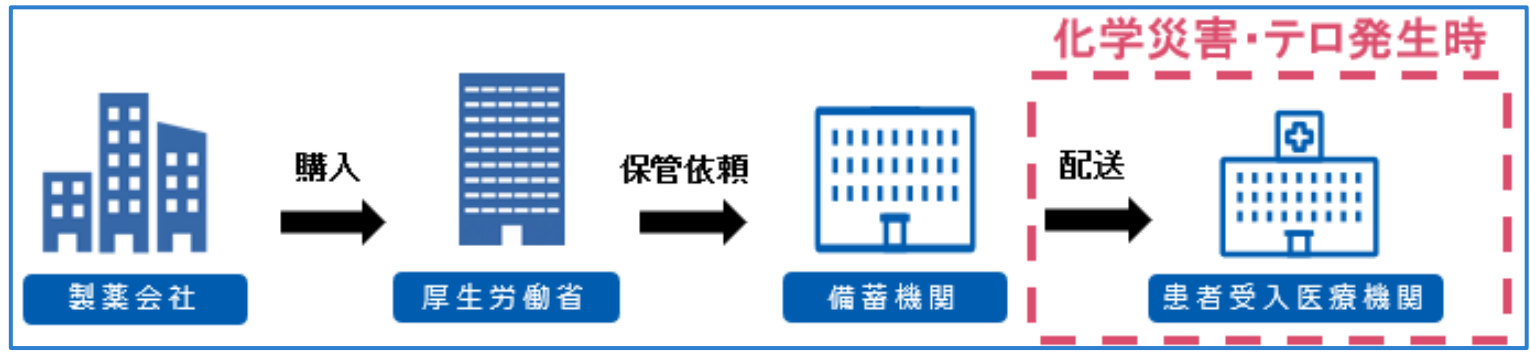 化学災害・テロ発生時
購入
保管依頼
配送
製薬会社
厚生労働省
備蓄機関
患者受入医療機関